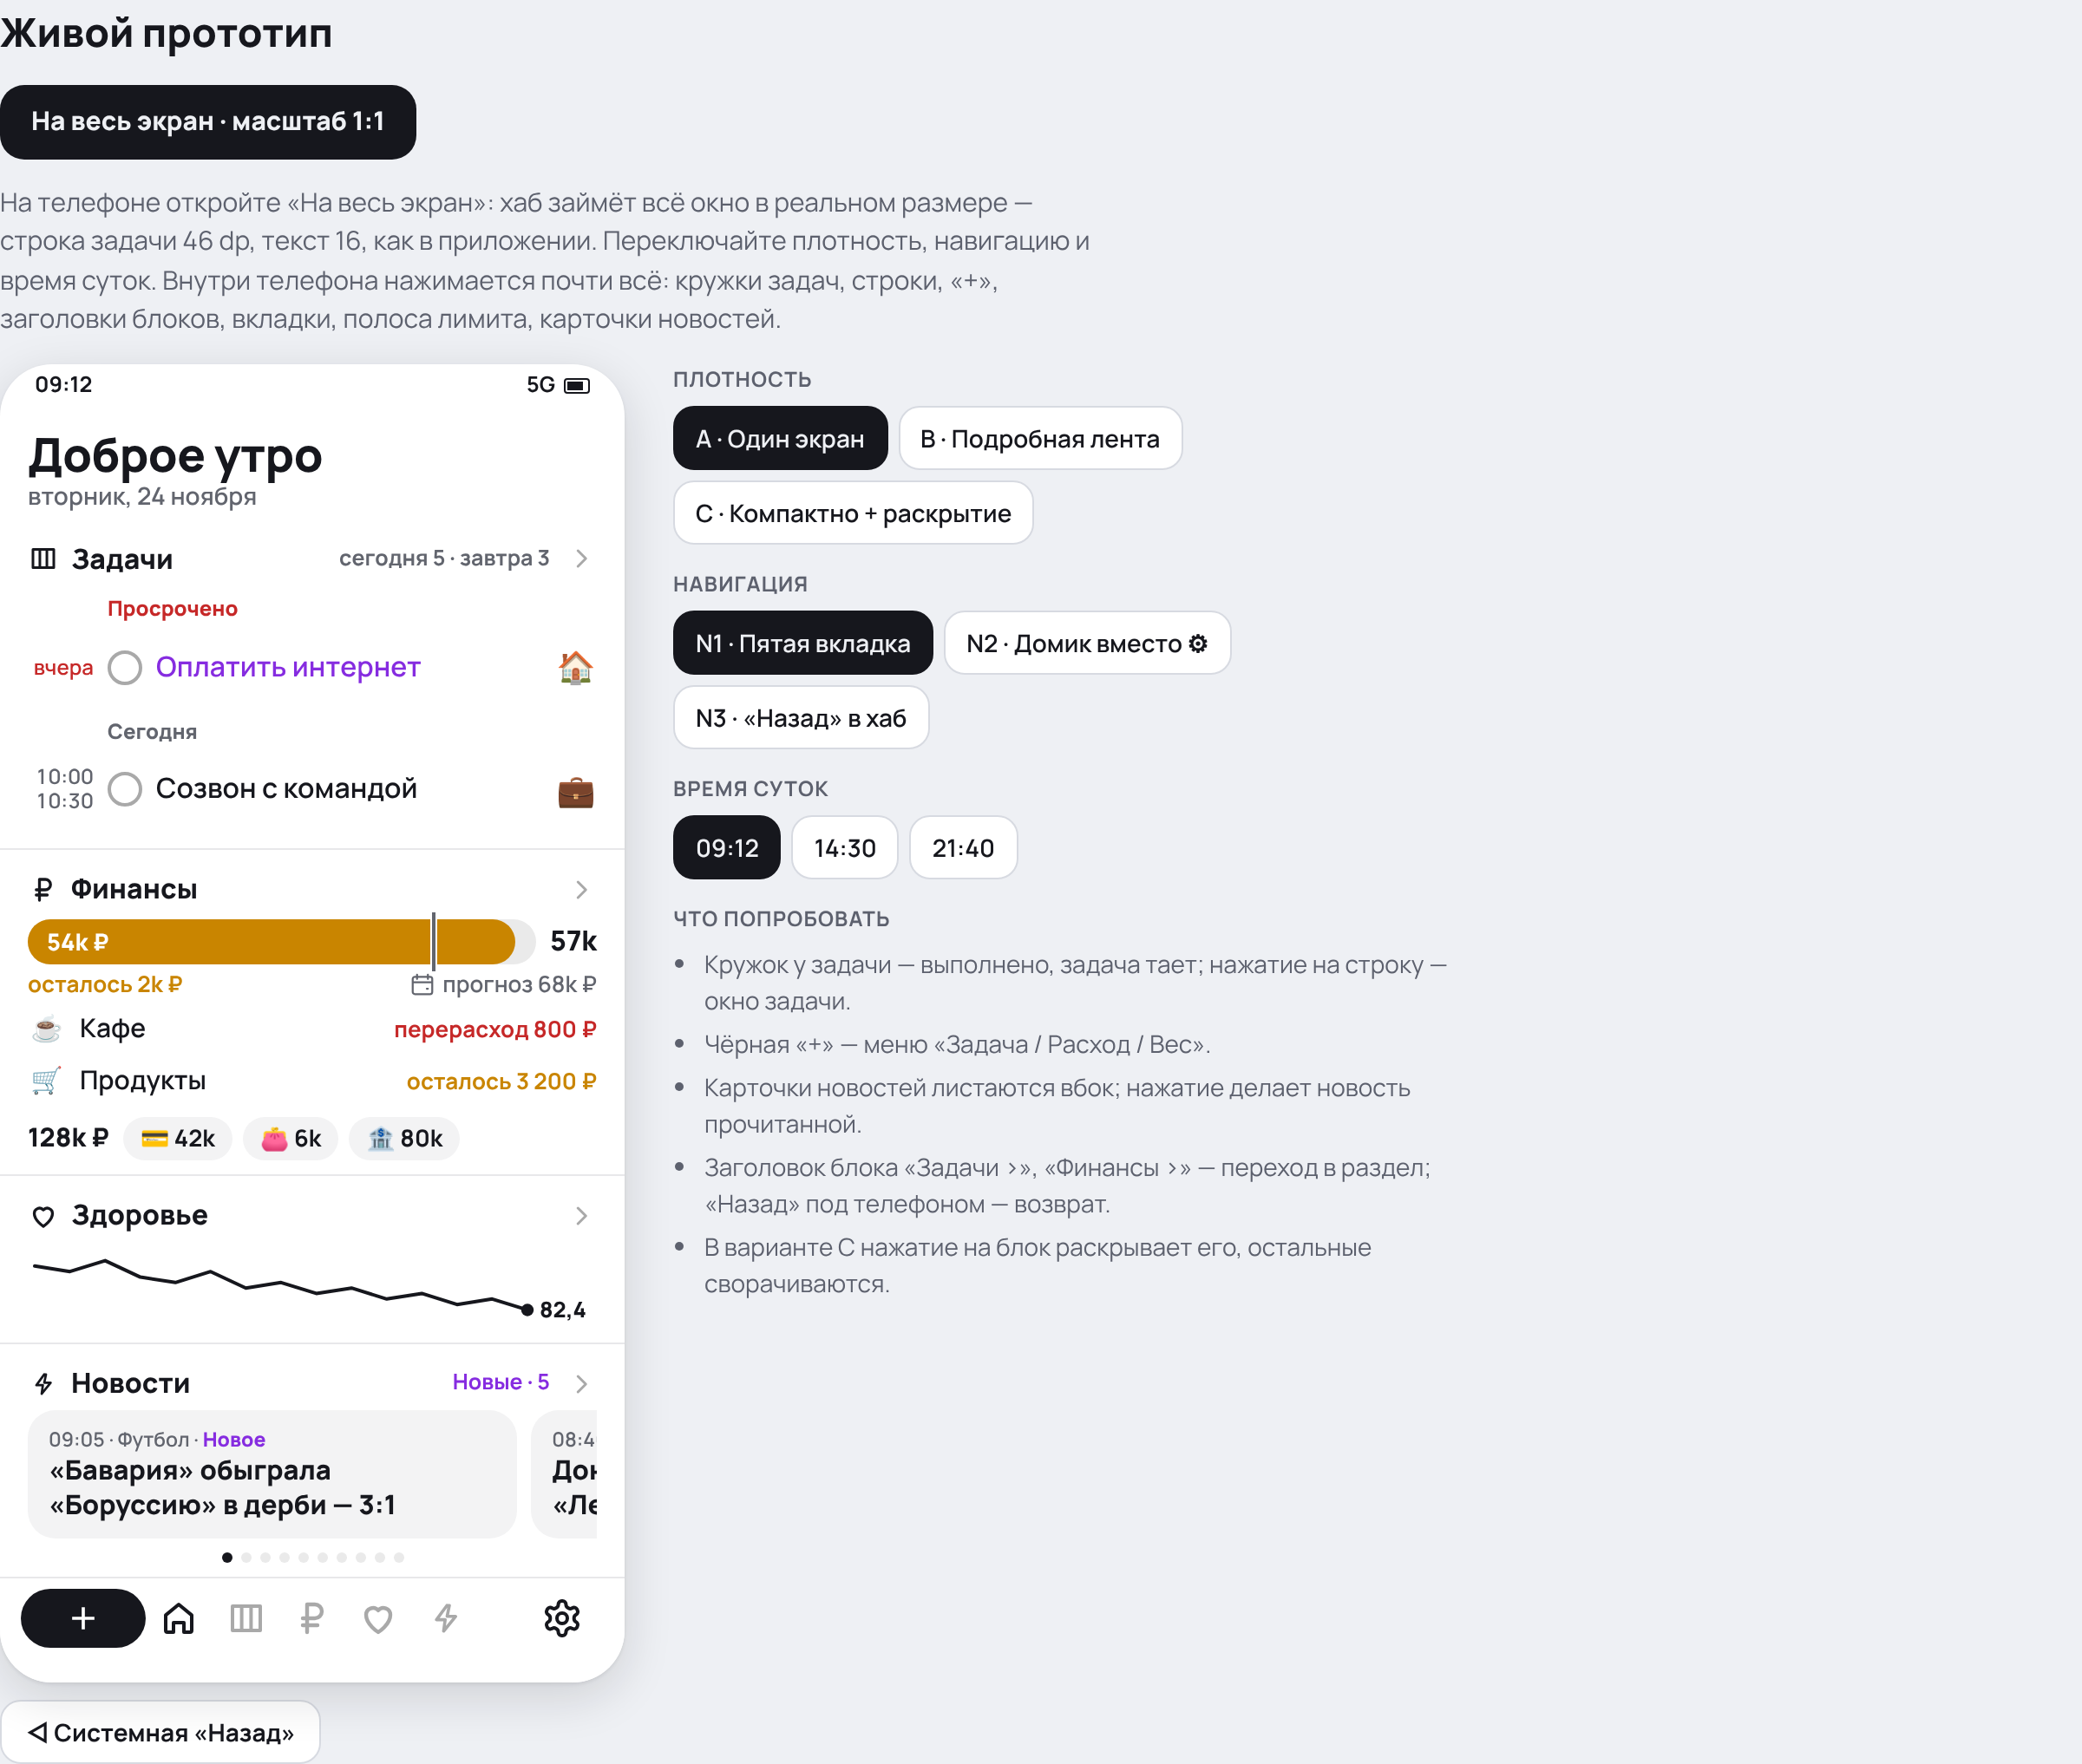 Живой прототип
На весь экран · масштаб 1:1
На телефоне откройте «На весь экран»: хаб займёт всё окно в реальном размере —
строка задачи 46 dp, текст 16, как в приложении. Переключайте плотность, навигацию и
время суток. Внутри телефона нажимается почти всё: кружки задач, строки, «+»,
заголовки блоков, вкладки, полоса лимита, карточки новостей.
09:12
5G
Доброе утро
вторник, 24 ноября
Задачи
сегодня 5 · завтра 3
Просрочено
вчера
Оплатить интернет
Сегодня
10:00
10:30
Созвон с командой
₽ Финансы
54k ₽
57k
осталось 2k ₽
прогноз 68k ₽
Кафе
перерасход 800 ₽
Продукты
осталось 3 200 ₽
128k ₽
42k
6k
80k
Здоровье
82,4
Новости
Новые · 5
09:05 · Футбол · Новое
«Бавария» обыграла
«Боруссию» в дерби — 3:1
08:4
«Ле
+
₽
Системная «Назад»
ПЛОТНОСТЬ
A · Один экран
B · Подробная лента
C · Компактно + раскрытие
НАВИГАЦИЯ
N1 · Пятая вкладка
N2 · Домик вместо ⚙
N3 · «Назад» в хаб
ВРЕМЯ СУТОК
09:12
14:30
21:40
ЧТО ПОПРОБОВАТЬ
• Кружок у задачи — выполнено, задача тает; нажатие на строку —
окно задачи.
• Чёрная «+» — меню «Задача / Расход / Вес».
• Карточки новостей листаются вбок; нажатие делает новость
прочитанной.
• Заголовок блока «Задачи ›», «Финансы ›» — переход в раздел;
«Назад» под телефоном — возврат.
• В варианте C нажатие на блок раскрывает его, остальные
сворачиваются.